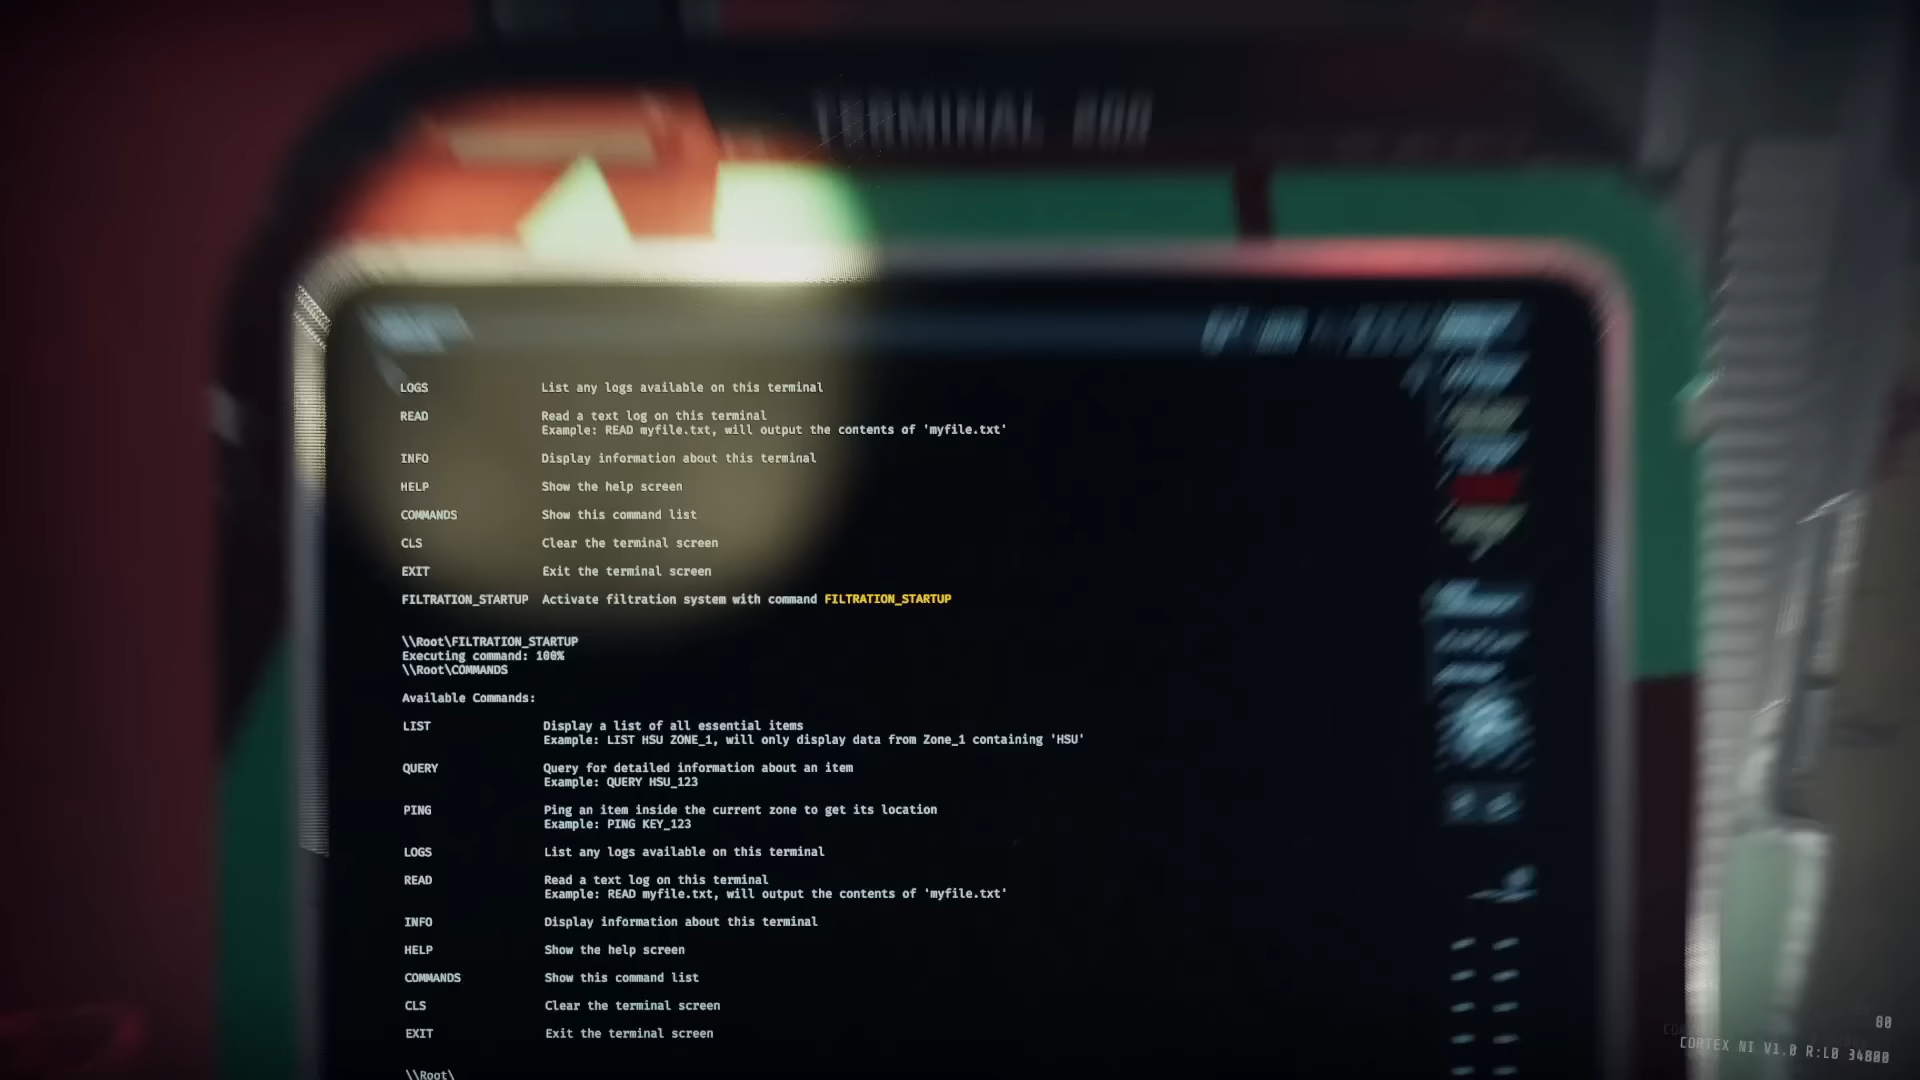 TERMINAL 800
LOGS List any logs available on this terminal
READ Read a text log on this terminal
Example: READ myfile.txt, will output the contents of 'myfile.txt'
INFO Display information about this terminal
HELP Show the help screen
COMMANDS Show this command list
CLS Clear the terminal screen
EXIT Exit the terminal screen
FILTRATION_STARTUP Activate filtration system with command FILTRATION_STARTUP
\\Root\FILTRATION_STARTUP
Executing command: 100%
\\Root\COMMANDS
Available Commands:
LIST Display a list of all essential items
Example: LIST HSU ZONE_1, will only display data from Zone_1 containing 'HSU'
QUERY Query for detailed information about an item
Example: QUERY HSU_123
PING Ping an item inside the current zone to get its location
Example: PING KEY_123
LOGS List any logs available on this terminal
READ Read a text log on this terminal
Example: READ myfile.txt, will output the contents of 'myfile.txt'
INFO Display information about this terminal
HELP Show the help screen
COMMANDS Show this command list
CLS Clear the terminal screen
EXIT Exit the terminal screen
\\Root\
80
CORTEX NI V1.0 R:L0 34800